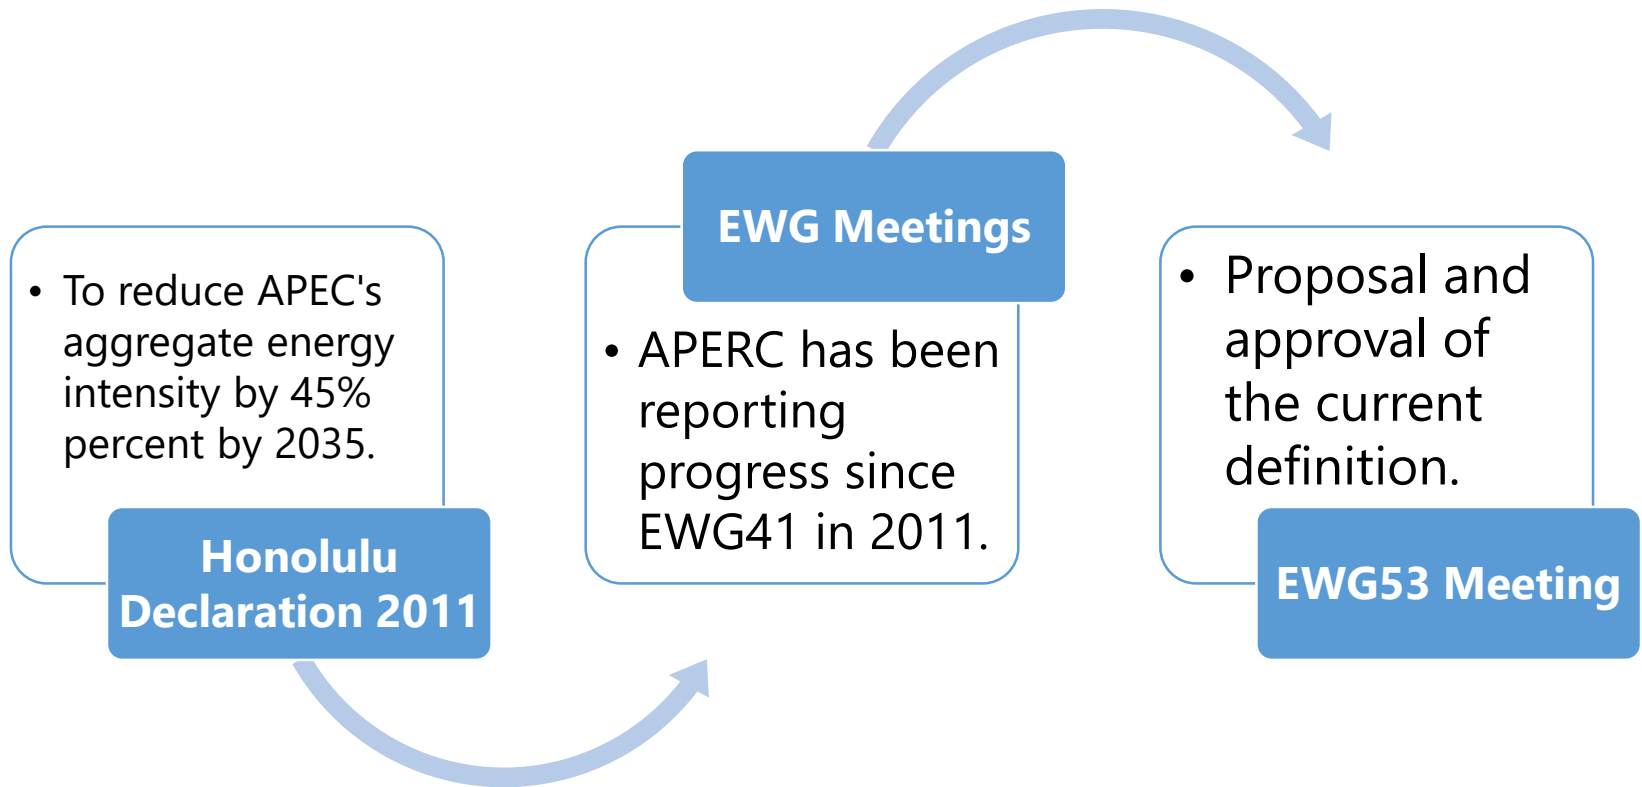 • To reduce APEC's
aggregate energy
intensity by 45%
percent by 2035.
Honolulu
Declaration 2011
EWG Meetings
• APERC has been
reporting
progress since
EWG41 in 2011.
• Proposal and
approval of
the current
definition.
EWG53 Meeting